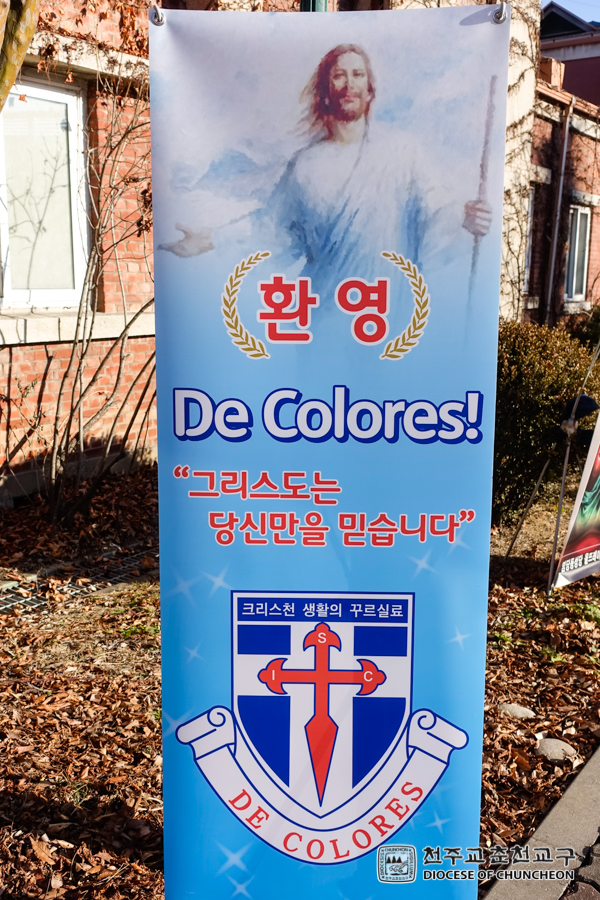 환영
De Colores!
“그리스도는
당신만을 믿습니다”
크리스천 생활의 꾸르실료
S
I C
DE COLORES
천주교춘천교구
DIOCESE OF CHUNCHEON